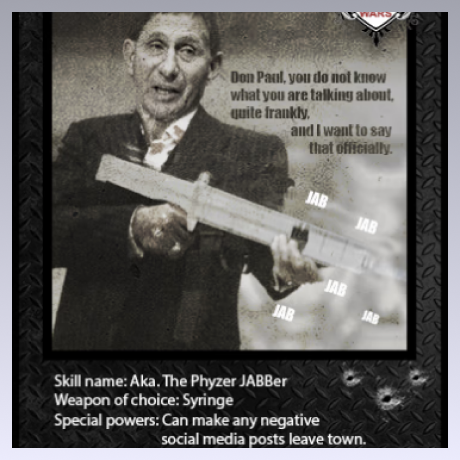 WARS
Don Paul, you do not know
what you are talking about,
quite frankly,
and I want to say
that officially.
JAB
JAB
JAB
JAB
JAB
Skill name: Aka. The Phyzer JABBer
Weapon of choice: Syringe
Special powers: Can make any negative
social media posts leave town.